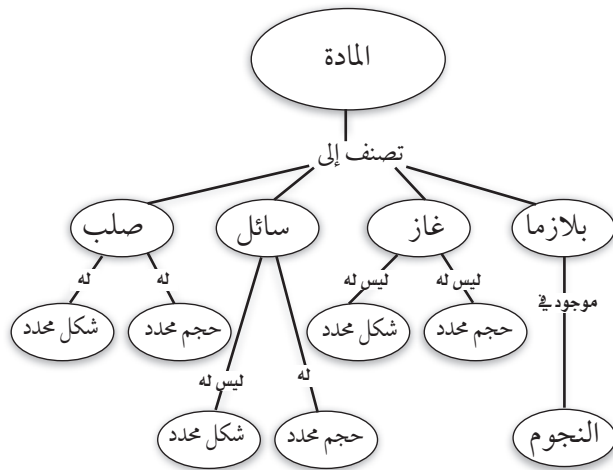 المادة
تصنف إلى
بلازما
غاز
سائل
صلب
موجود في
ليس له
ليس له
له
له
حجم محدد
شكل محدد
حجم محدد
شكل محدد
له
ليس له
النجوم
حجم محدد
شكل محدد